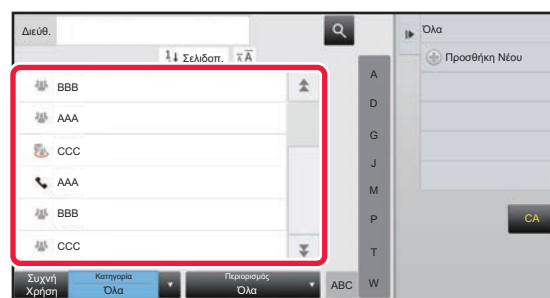 Διεύθ.
Σελιδοπ.
BBB
AAA
CCC
AAA
BBB
CCC
A
D
G
J
M
P
T
W
Συχνή
Χρήση
Κατηγορία
Όλα
Περιορισμός
Όλα
ABC
Όλα
Προσθήκη Νέου
CA